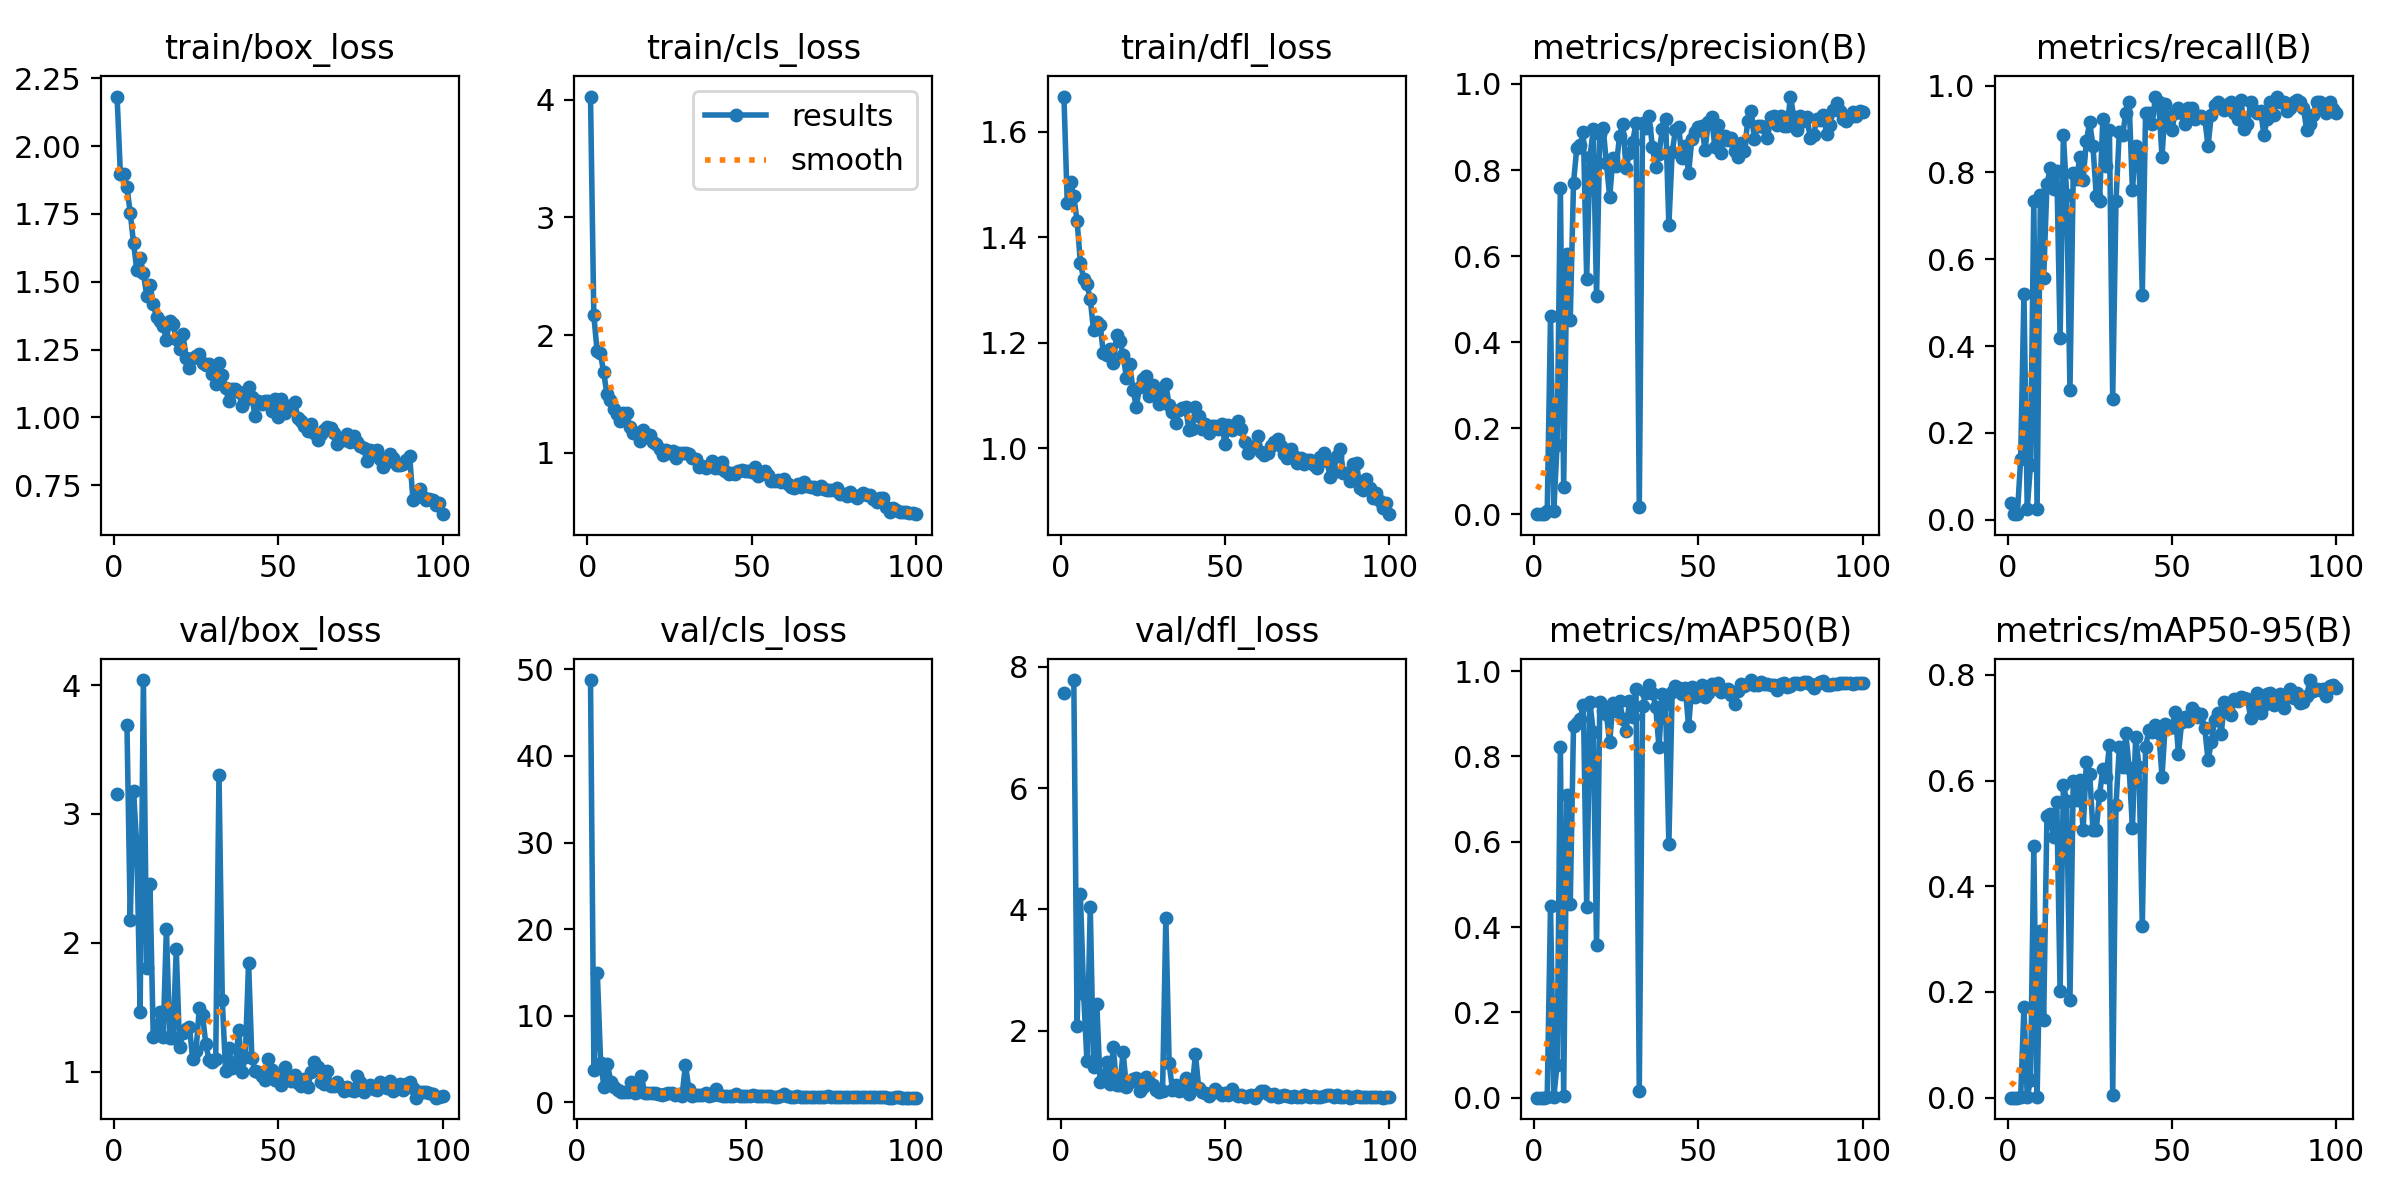 train/box_loss
2.25
2.00
1.75
1.50
1.25
1.00
0.75
0 50 100
train/cls_loss
results
smooth
4
3
2
1
0 50 100
train/dfl_loss
1.6
1.4
1.2
1.0
0 50 100
metrics/precision(B)
1.0
0.8
0.6
0.4
0.2
0.0
0 50 100
metrics/recall(B)
1.0
0.8
0.6
0.4
0.2
0.0
0 50 100
val/box_loss
4
3
2
1
0 50 100
val/cls_loss
50
40
30
20
10
0
0 50 100
val/dfl_loss
8
6
4
2
0 50 100
metrics/mAP50(B)
1.0
0.8
0.6
0.4
0.2
0.0
0 50 100
metrics/mAP50-95(B)
0.8
0.6
0.4
0.2
0.0
0 50 100